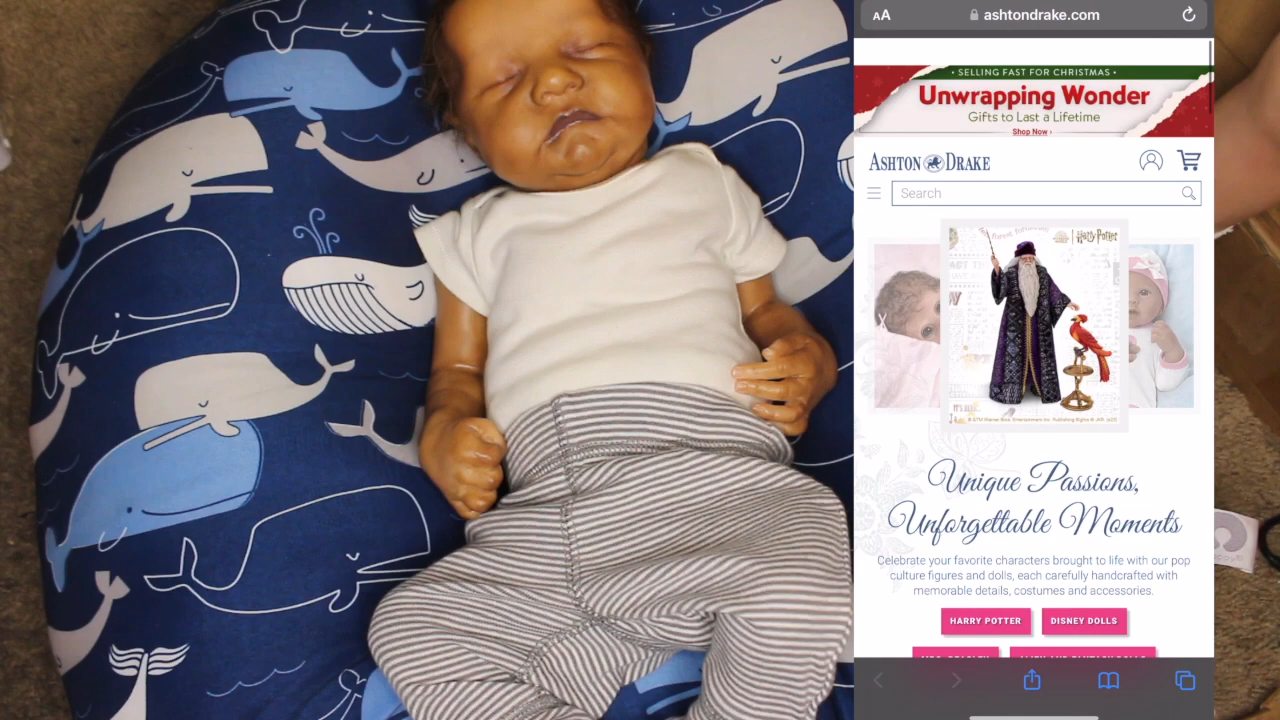 AA ashtondrake.com
• SELLING FAST FOR CHRISTMAS •
Unwrapping Wonder
Gifts to Last a Lifetime
Shop Now ›
ASHTON DRAKE
Search
Harry Potter
Unique Passions,
Unforgettable Moments
Celebrate your favorite characters brought to life with our pop
culture figures and dolls, each carefully handcrafted with
memorable details, costumes and accessories.
HARRY POTTER DISNEY DOLLS